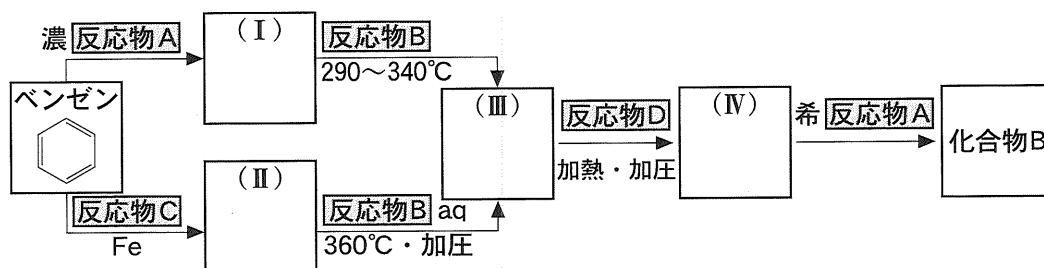 濃 反応物A
(Ⅰ)
反応物B
290〜340℃
ベンゼン
(Ⅲ)
反応物D
加熱・加圧
(Ⅳ)
希 反応物A
化合物B
反応物C
Fe
(Ⅱ)
反応物B aq
360℃・加圧